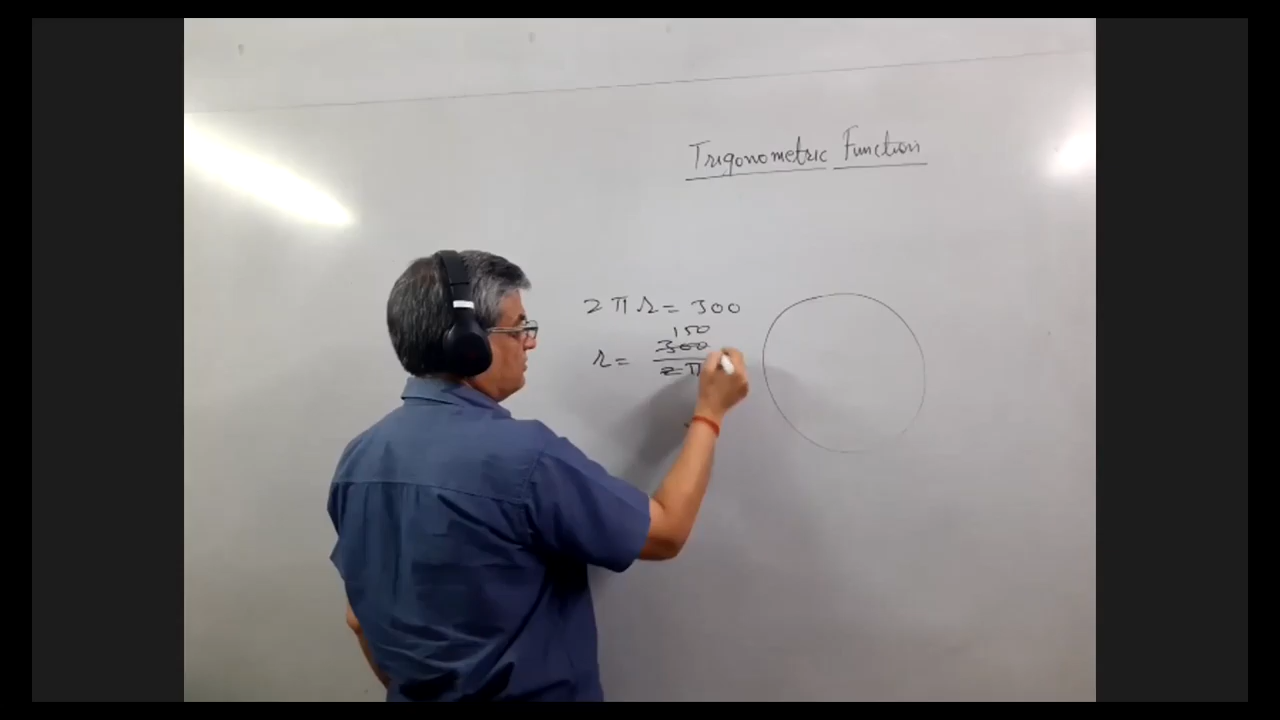 Trigonometric Function
2πr = 300
150
r = 300
2π